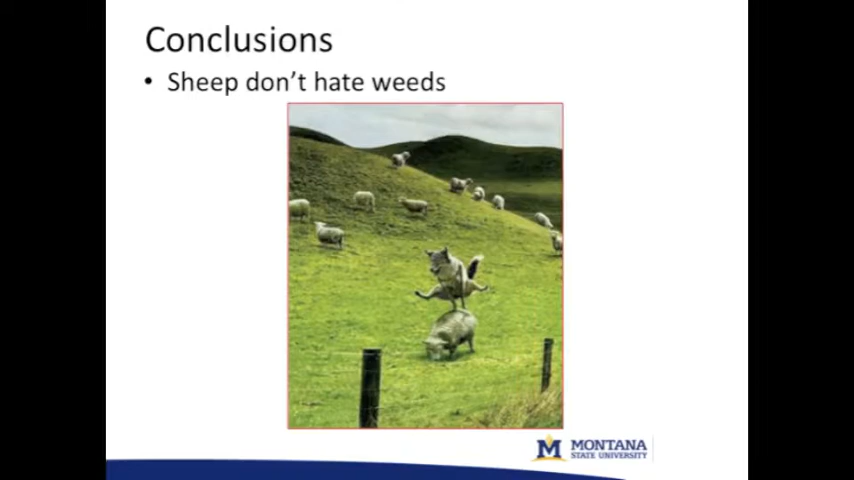 Conclusions
• Sheep don't hate weeds
M MONTANA
STATE UNIVERSITY